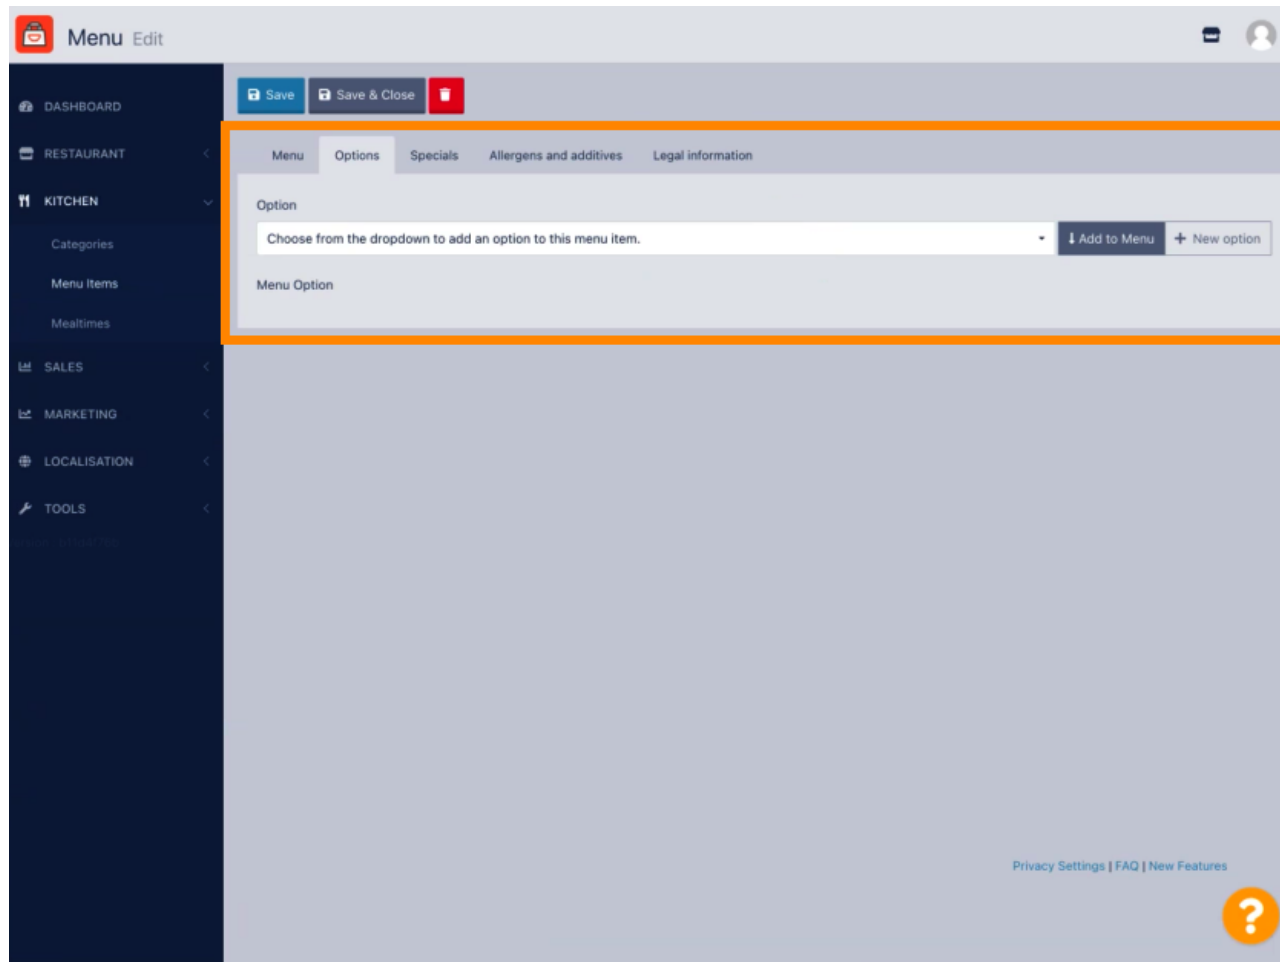 Menu Edit
Save Save & Close
DASHBOARD
RESTAURANT
KITCHEN
Categories
Menu Items
Mealtimes
SALES
MARKETING
LOCALISATION
TOOLS
Menu Options Specials Allergens and additives Legal information
Option
Choose from the dropdown to add an option to this menu item. Add to Menu + New option
Menu Option
Privacy Settings | FAQ | New Features
?